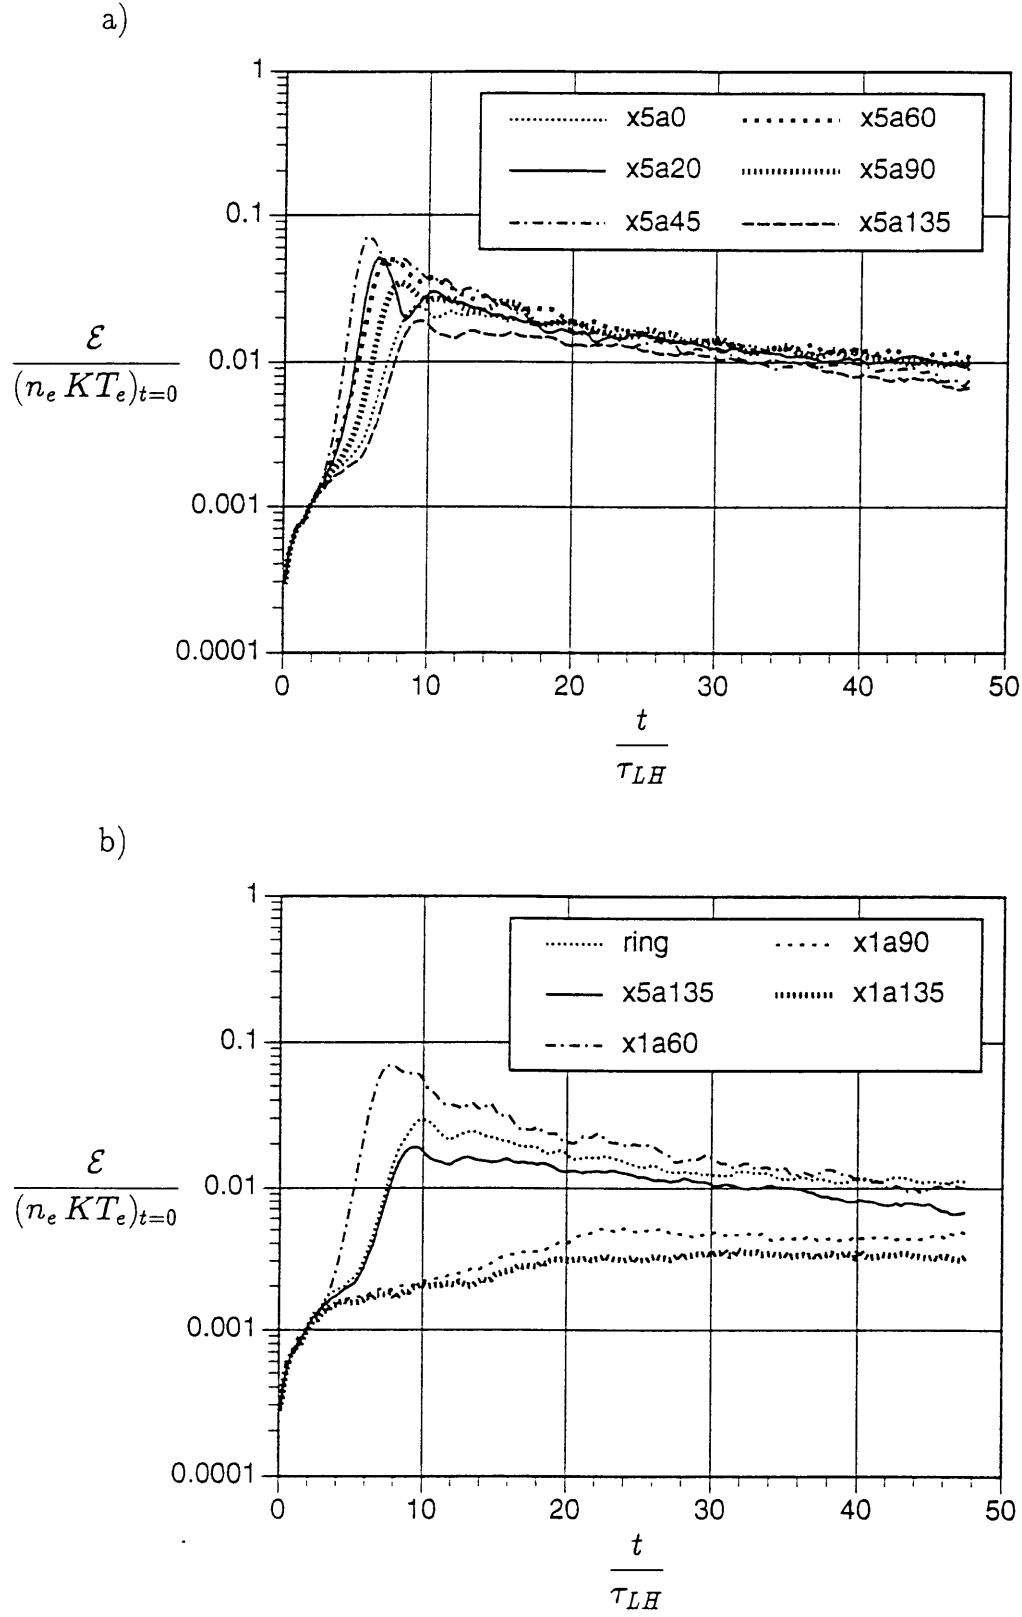 a)
1
0.1
0.01
0.001
0.0001
x5a0
x5a60
x5a20
x5a90
x5a45
x5a135
ℰ
(nₑ KTₑ)ₜ₌₀
0 10 20 30 40 50
t
τ_LH
b)
1
0.1
0.01
0.001
0.0001
ring
x1a90
x5a135
x1a135
x1a60
ℰ
(nₑ KTₑ)ₜ₌₀
0 10 20 30 40 50
t
τ_LH